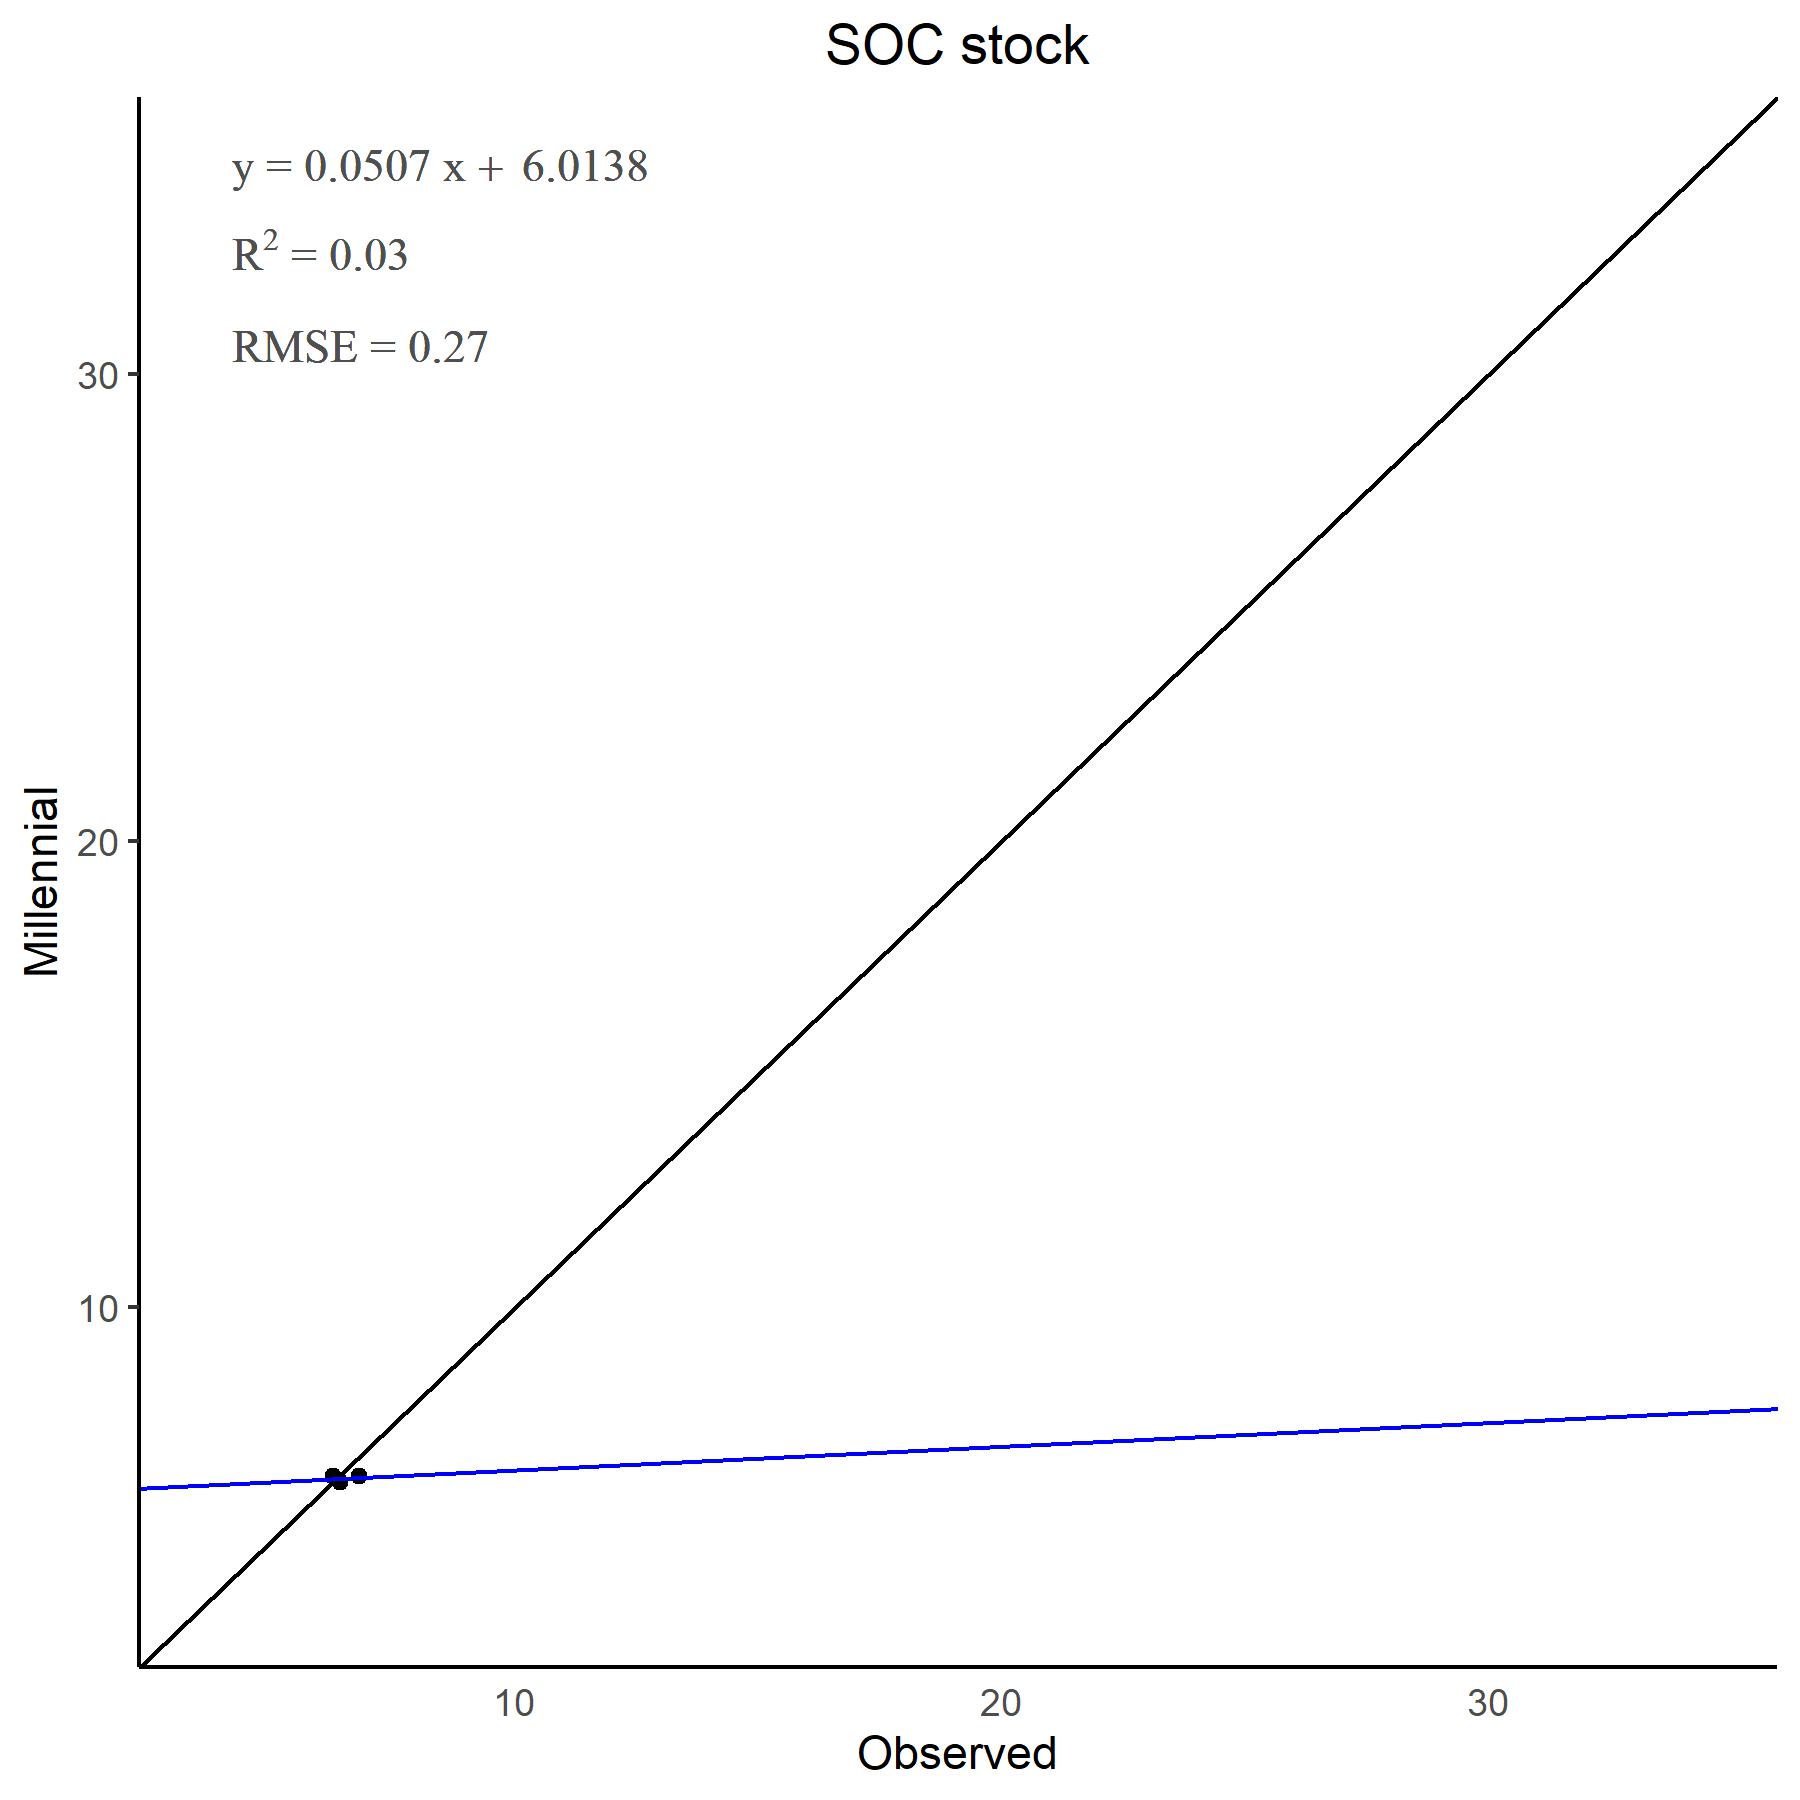 SOC stock
y = 0.0507 x + 6.0138
R² = 0.03
RMSE = 0.27
30
20
10
Millennial
10 20 30
Observed